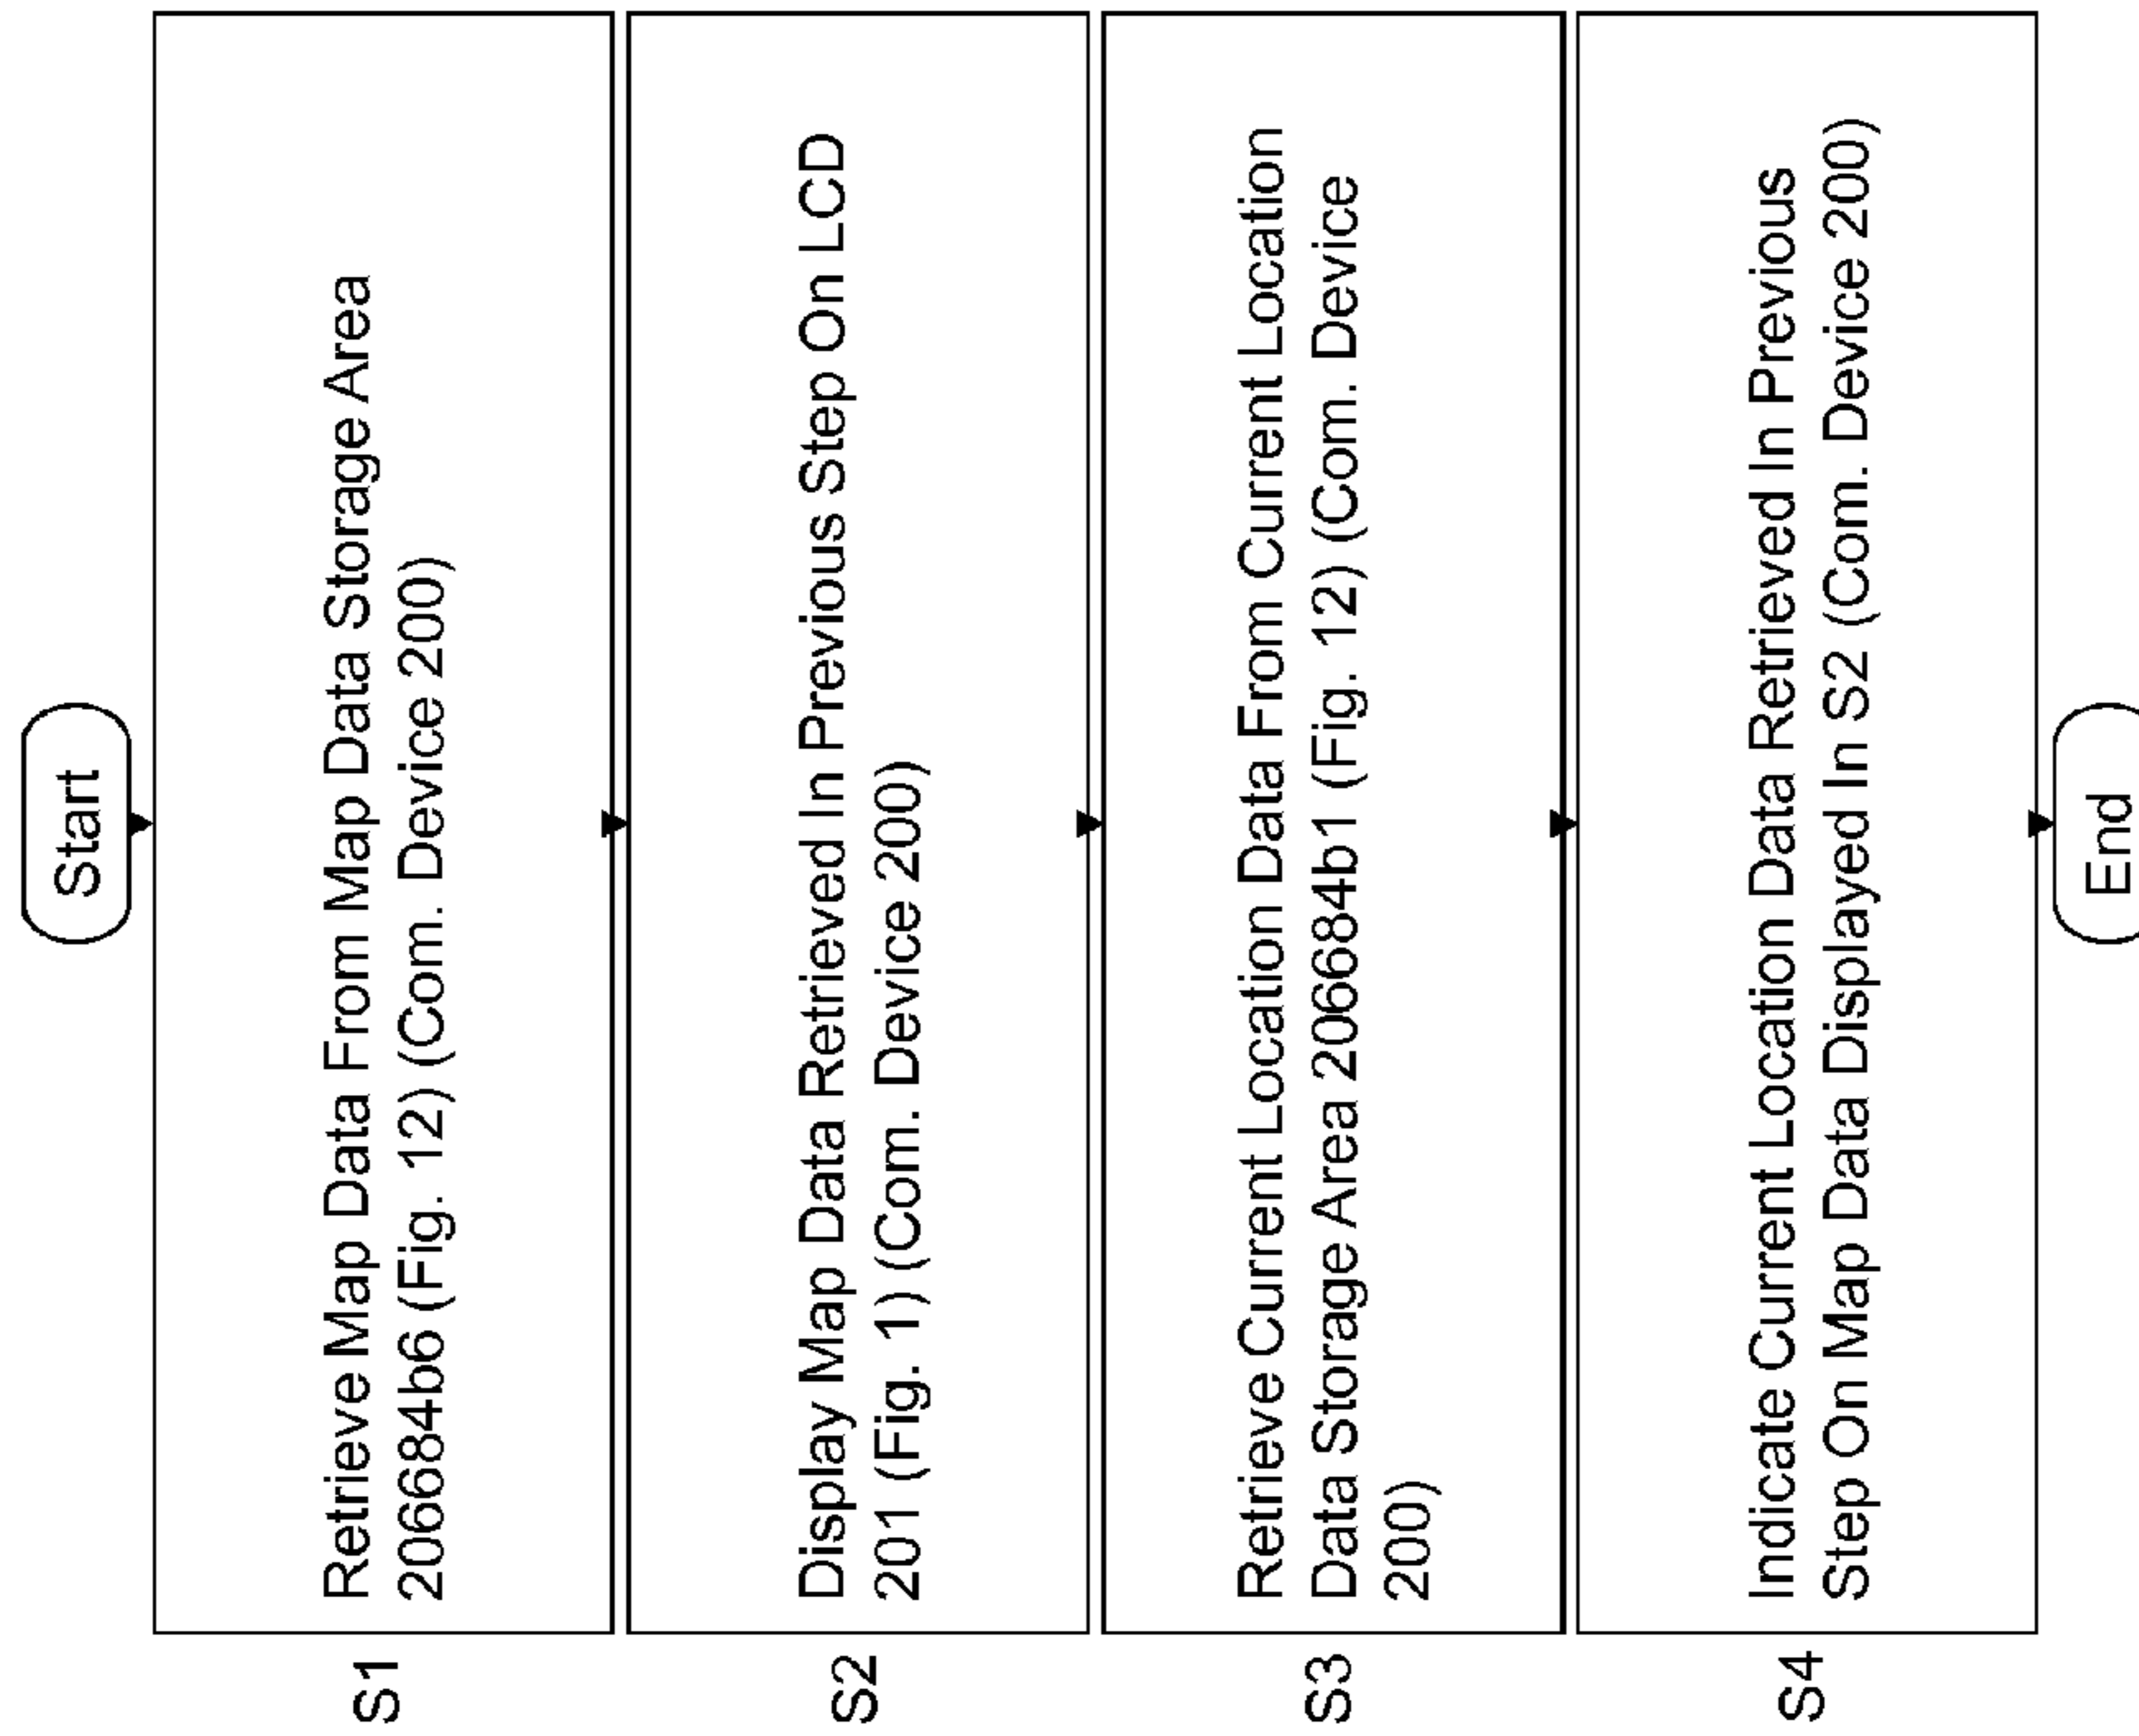 Start
S1
Retrieve Map Data From Map Data Storage Area
206684b6 (Fig. 12) (Com. Device 200)
S2
Display Map Data Retrieved In Previous Step On LCD
201 (Fig. 1) (Com. Device 200)
S3
Retrieve Current Location Data From Current Location
Data Storage Area 206684b1 (Fig. 12) (Com. Device
200)
S4
Indicate Current Location Data Retrieved In Previous
Step On Map Data Displayed In S2 (Com. Device 200)
End